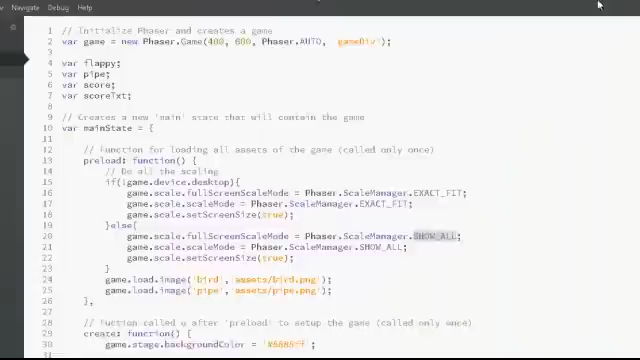 Navigate Debug Help
1 // Initialize Phaser and creates a game
2 var game = new Phaser.Game(400, 600, Phaser.AUTO, 'gameDiv');
3
4 var flappy;
5 var pipe;
6 var score;
7 var scoreTxt;
8
9 // Creates a new 'main' state that will contain the game
10 var mainState = {
11
12 // Function for loading all assets of the game (called only once)
13 preload: function() {
14 // Do all the scaling
15 if(!game.device.desktop){
16 game.scale.fullScreenScaleMode = Phaser.ScaleManager.EXACT_FIT;
17 game.scale.scaleMode = Phaser.ScaleManager.EXACT_FIT;
18 game.scale.setScreenSize(true);
19 }else{
20 game.scale.fullScreenScaleMode = Phaser.ScaleManager.SHOW_ALL;
21 game.scale.scaleMode = Phaser.ScaleManager.SHOW_ALL;
22 game.scale.setScreenSize(true);
23 }
24 game.load.image('bird', 'assets/bird.png');
25 game.load.image('pipe', 'assets/pipe.png');
26 },
27
28 // Fuction called u after 'preload' to setup the game (called only once)
29 create: function() {
30 game.stage.backgroundColor =